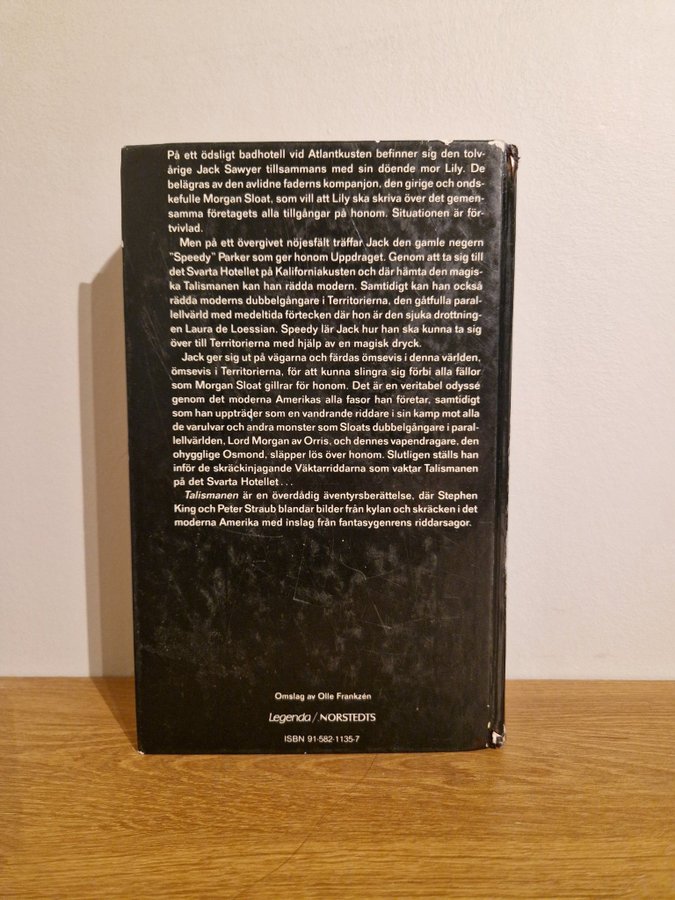 På ett ödsligt badhotell vid Atlantkusten befinner sig den tolv-
årige Jack Sawyer tillsammans med sin döende mor Lily. De
belägras av den avlidne faderns kompanjon, den girige och onds-
kefulle Morgan Sloat, som vill att Lily ska skriva över det gemen-
samma företagets alla tillgångar på honom. Situationen är för-
tvivlad.
Men på ett övergivet nöjesfält träffar Jack den gamle negern
"Speedy" Parker som ger honom Uppdraget. Genom att ta sig till
det Svarta Hotellet på Kaliforniakusten och där hämta den magis-
ka Talismanen kan han rädda modern. Samtidigt kan han också
rädda moderns dubbelgångare i Territorierna, den gåtfulla paral-
lellvärld med medeltida förtecken där hon är den sjuka drottning-
en Laura de Loessian. Speedy lär Jack hur han ska kunna ta sig
över till Territorierna med hjälp av en magisk dryck.
Jack ger sig ut på vägarna och färdas ömsevis i denna världen,
ömsevis i Territorierna, för att kunna slingra sig förbi alla fällor
som Morgan Sloat gillrar för honom. Det är en veritabel odyssé
genom det moderna Amerikas alla fasor han företar, samtidigt
som han uppträder som en vandrande riddare i sin kamp mot alla
de varulvar och andra monster som Sloats dubbelgångare i paral-
lellvärlden, Lord Morgan av Orris, och dennes vapendragare, den
ohygglige Osmond, släpper lös över honom. Slutligen ställs han
inför de skräckinjagande Väktarriddarna som vaktar Talismanen
på det Svarta Hotellet...
Talismanen är en överdådig äventyrsberättelse, där Stephen
King och Peter Straub blandar bilder från kylan och skräcken i det
moderna Amerika med inslag från fantasygenrens riddarsagor.
Omslag av Olle Frankzén
Legenda/NORSTEDTS
ISBN 91-582-1135-7